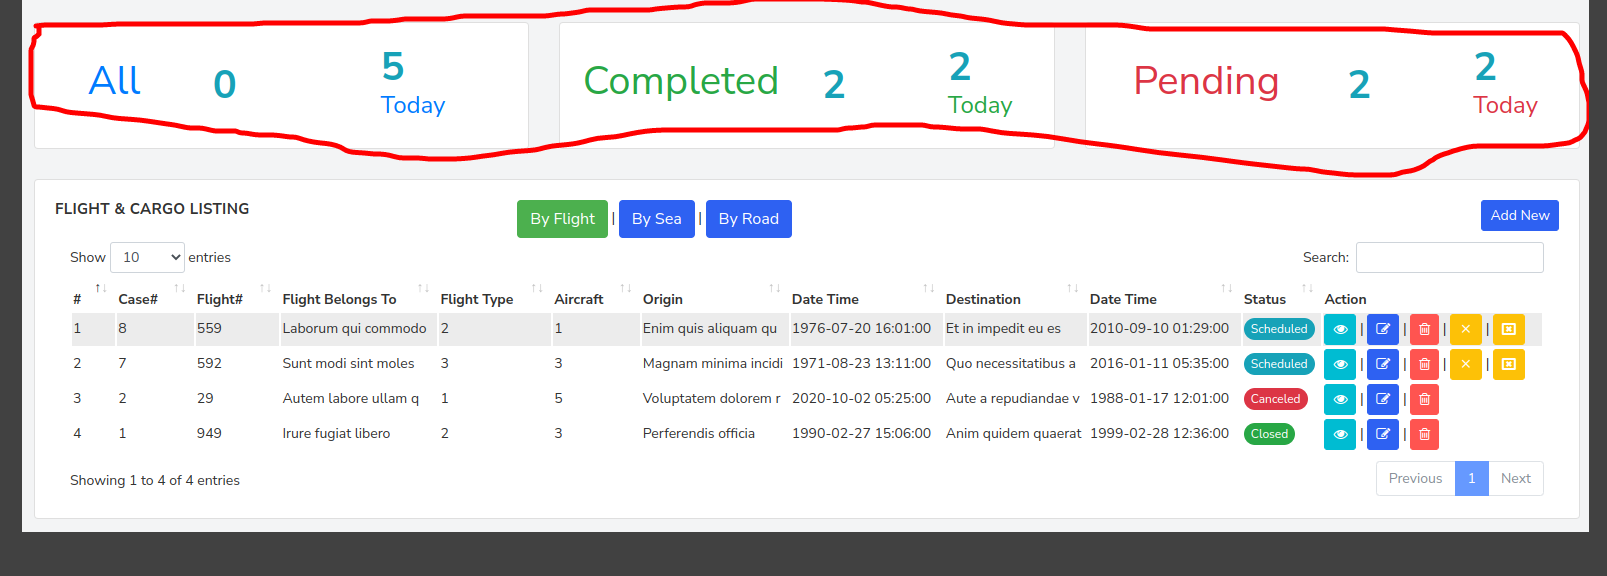 All 0 5 Today
Completed 2 2 Today
Pending 2 2 Today
FLIGHT & CARGO LISTING By Flight | By Sea | By Road Add New
Show 10 entries Search:
# Case# Flight# Flight Belongs To Flight Type Aircraft Origin Date Time Destination Date Time Status Action
1 8 559 Laborum qui commodo 2 1 Enim quis aliquam qu 1976-07-20 16:01:00 Et in impedit eu es 2010-09-10 01:29:00 Scheduled | | | |
2 7 592 Sunt modi sint moles 3 3 Magnam minima incidi 1971-08-23 13:11:00 Quo necessitatibus a 2016-01-11 05:35:00 Scheduled | | | |
3 2 29 Autem labore ullam q 1 5 Voluptatem dolorem r 2020-10-02 05:25:00 Aute a repudiandae v 1988-01-17 12:01:00 Canceled | |
4 1 949 Irure fugiat libero 2 3 Perferendis officia 1990-02-27 15:06:00 Anim quidem quaerat 1999-02-28 12:36:00 Closed | |
Showing 1 to 4 of 4 entries Previous 1 Next